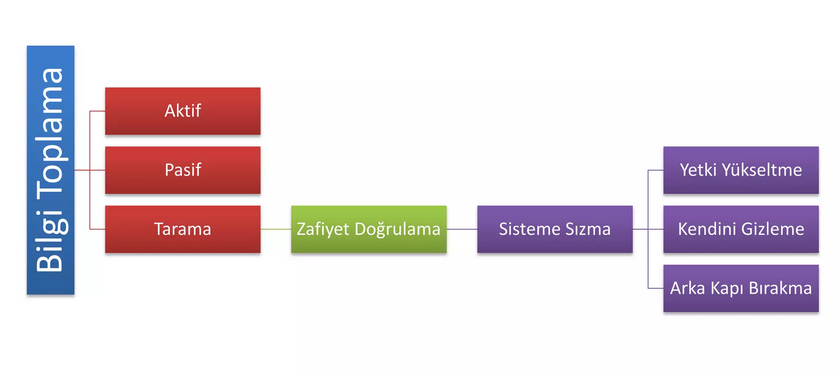 Bilgi Toplama
Aktif
Pasif
Tarama
Zafiyet Doğrulama
Sisteme Sızma
Yetki Yükseltme
Kendini Gizleme
Arka Kapı Bırakma